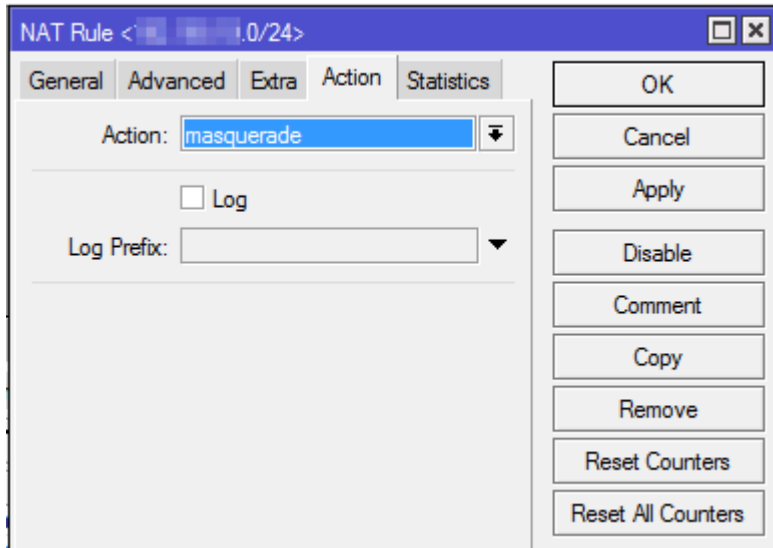 NAT Rule < .0/24>
General Advanced Extra Action Statistics
Action: masquerade
Log
Log Prefix:
OK
Cancel
Apply
Disable
Comment
Copy
Remove
Reset Counters
Reset All Counters